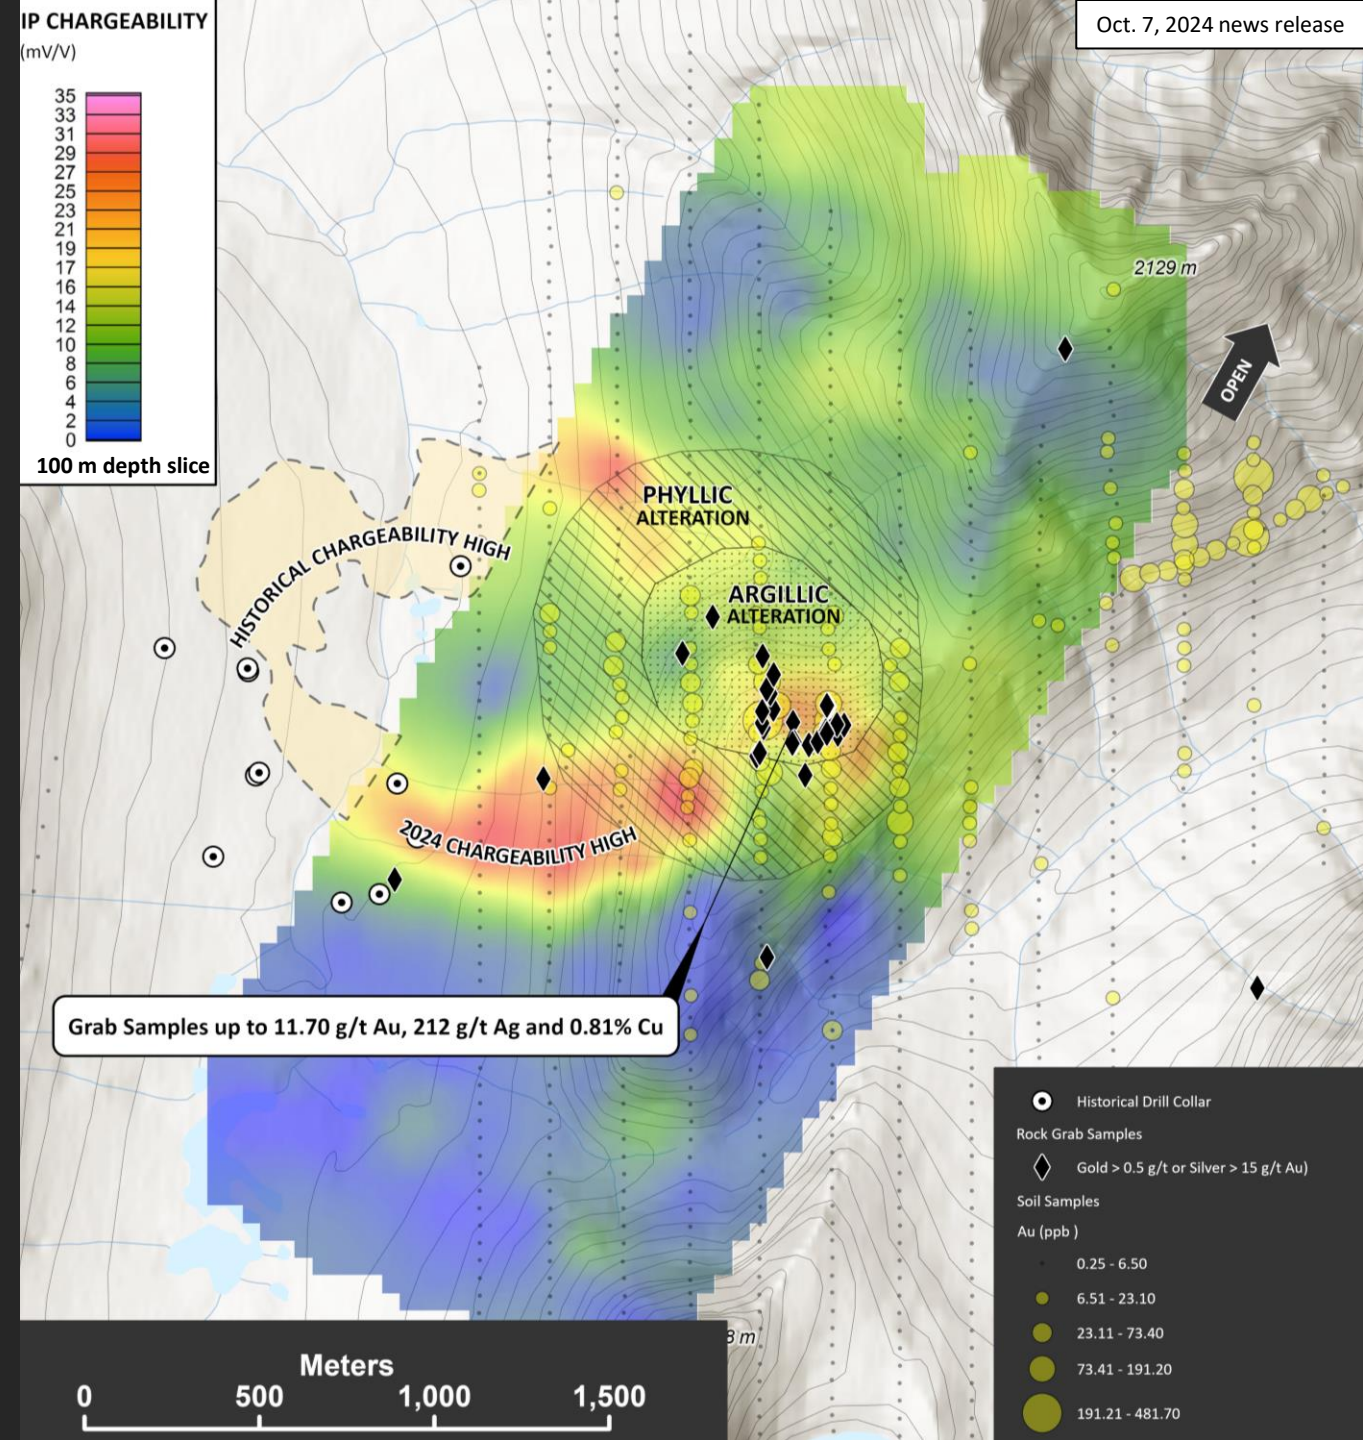 IP CHARGEABILITY
(mV/V)
35
33
31
29
27
25
23
21
19
17
16
14
12
10
8
6
4
2
0
100 m depth slice
Oct. 7, 2024 news release
2129 m
OPEN
PHYLLIC
ALTERATION
HISTORICAL CHARGEABILITY HIGH
ARGILLIC
ALTERATION
2024 CHARGEABILITY HIGH
Grab Samples up to 11.70 g/t Au, 212 g/t Ag and 0.81% Cu
Historical Drill Collar
Rock Grab Samples
Gold > 0.5 g/t or Silver > 15 g/t Au)
Soil Samples
Au (ppb )
0.25 - 6.50
6.51 - 23.10
23.11 - 73.40
73.41 - 191.20
191.21 - 481.70
Meters
0 500 1,000 1,500